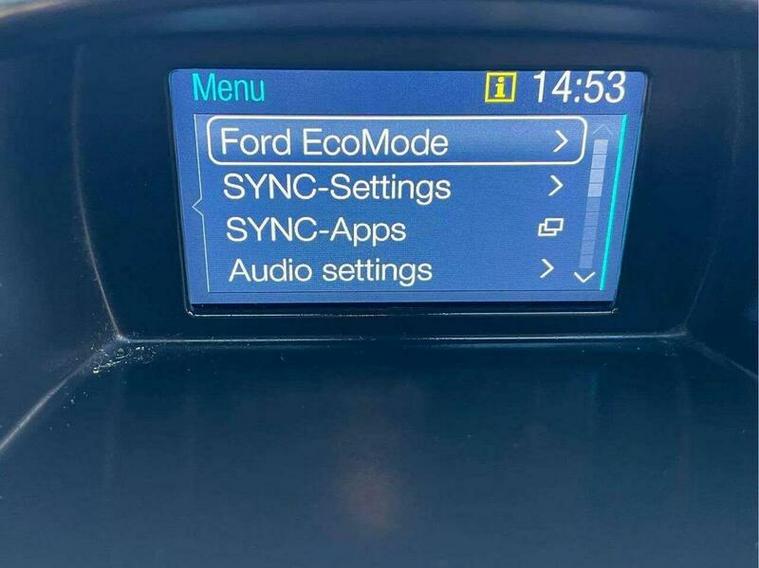 Menu i 14:53
Ford EcoMode
SYNC-Settings
SYNC-Apps
Audio settings